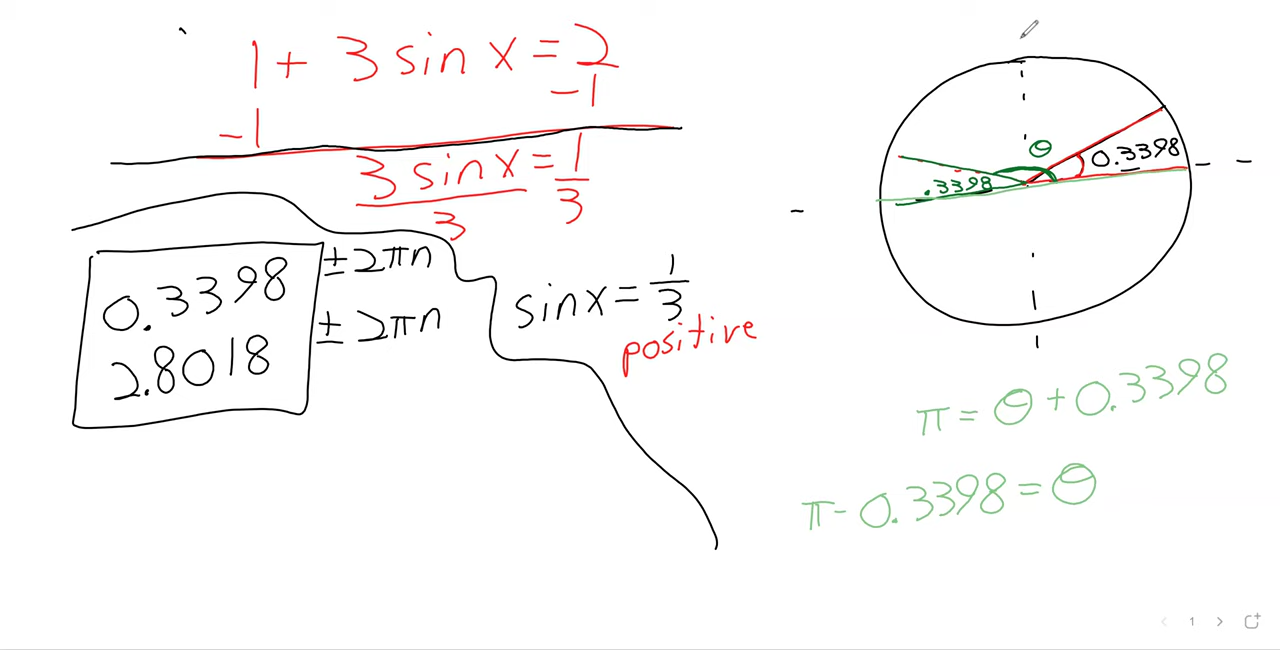 1 + 3 sin x = 2
-1 -1
3 sin x = 1
3 3
sin x = 1/3
positive
0.3398 ± 2πn
2.8018 ± 2πn
θ
0.3398
.3398
π = θ + 0.3398
π - 0.3398 = θ
1